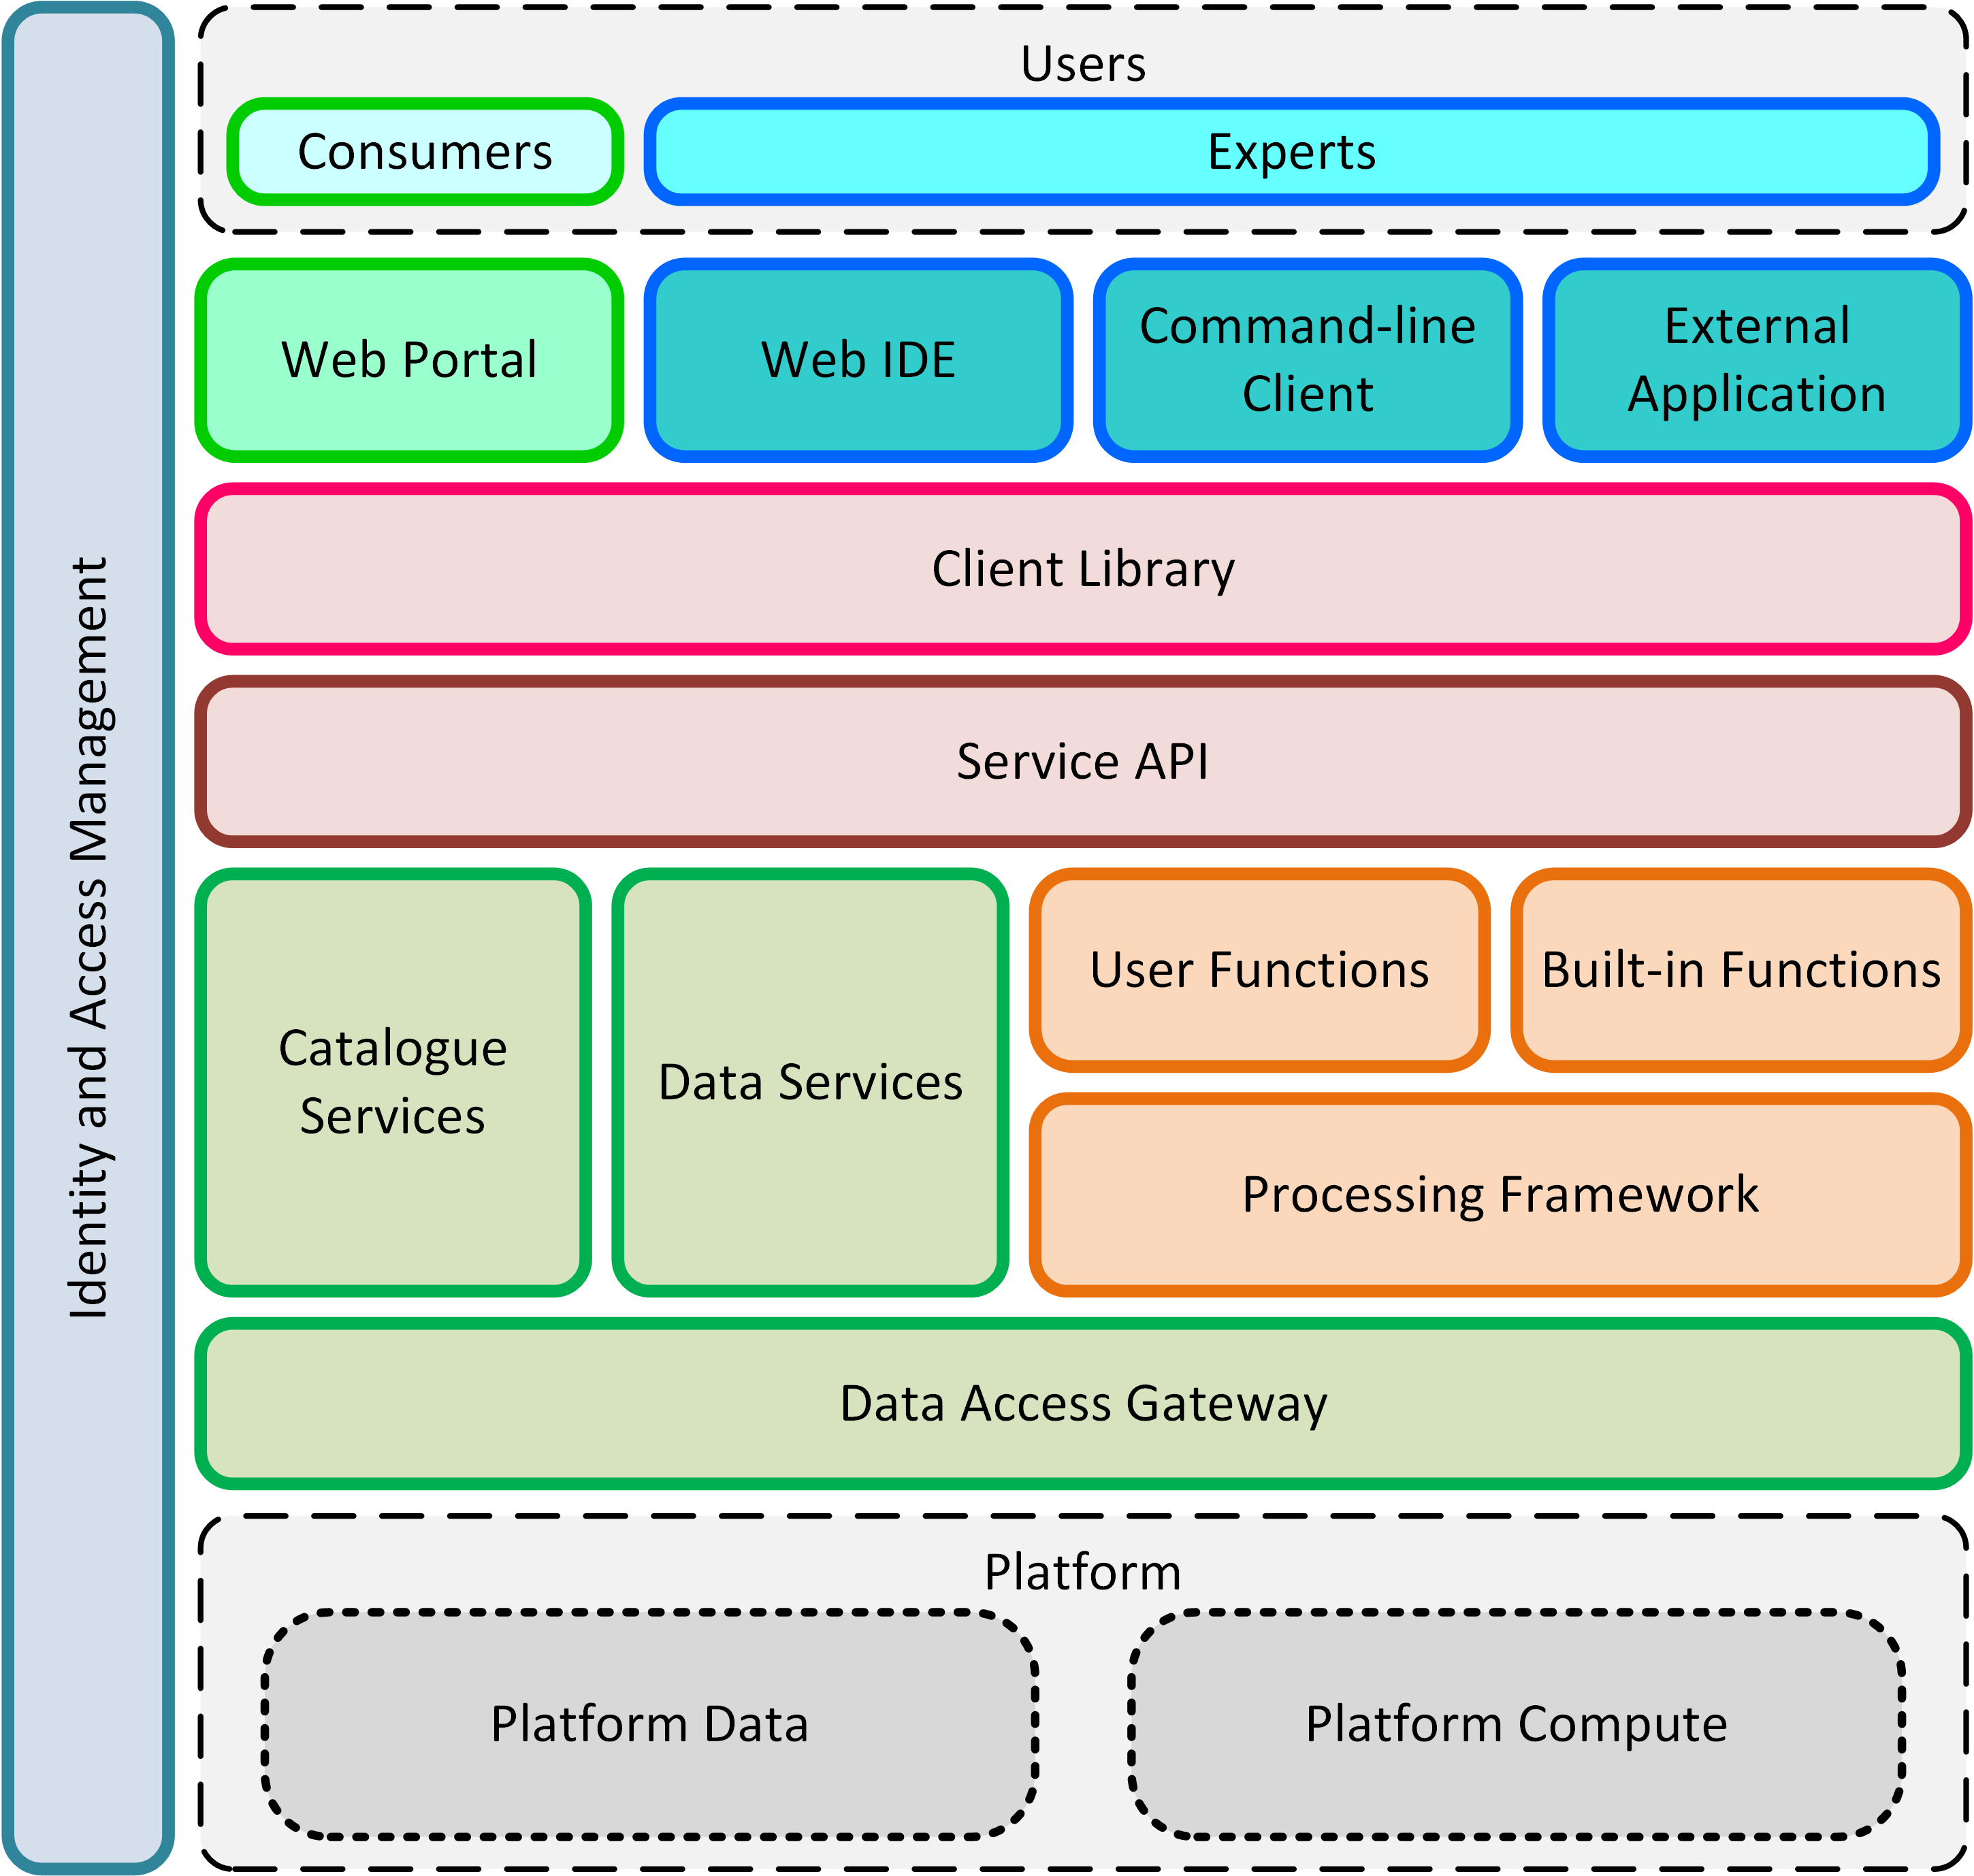 Identity and Access Management
Users
Consumers
Experts
Web Portal
Web IDE
Command-line
Client
External
Application
Client Library
Service API
Catalogue
Services
Data Services
User Functions
Built-in Functions
Processing Framework
Data Access Gateway
Platform
Platform Data
Platform Compute